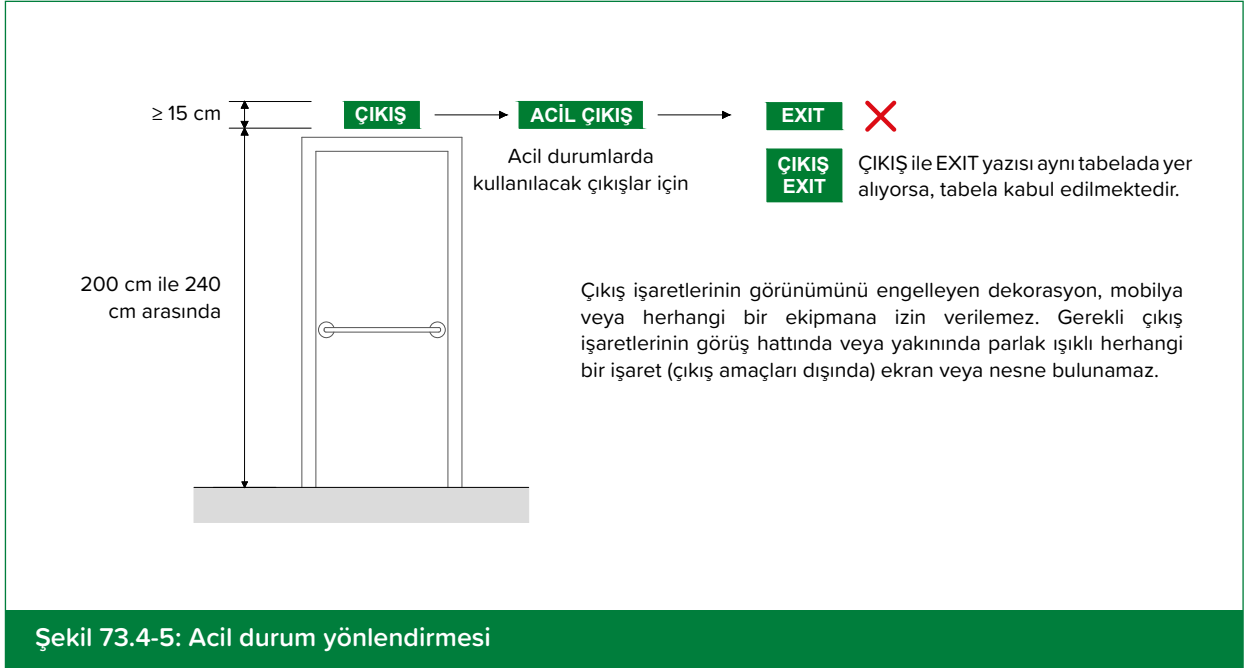 ≥ 15 cm
ÇIKIŞ
ACİL ÇIKIŞ
EXIT
Acil durumlarda
kullanılacak çıkışlar için
ÇIKIŞ
EXIT
ÇIKIŞ ile EXIT yazısı aynı tabelada yer
alıyorsa, tabela kabul edilmektedir.
200 cm ile 240
cm arasında
Çıkış işaretlerinin görünümünü engelleyen dekorasyon, mobilya
veya herhangi bir ekipmana izin verilemez. Gerekli çıkış
işaretlerinin görüş hattında veya yakınında parlak ışıklı herhangi
bir işaret (çıkış amaçları dışında) ekran veya nesne bulunamaz.
Şekil 73.4-5: Acil durum yönlendirmesi